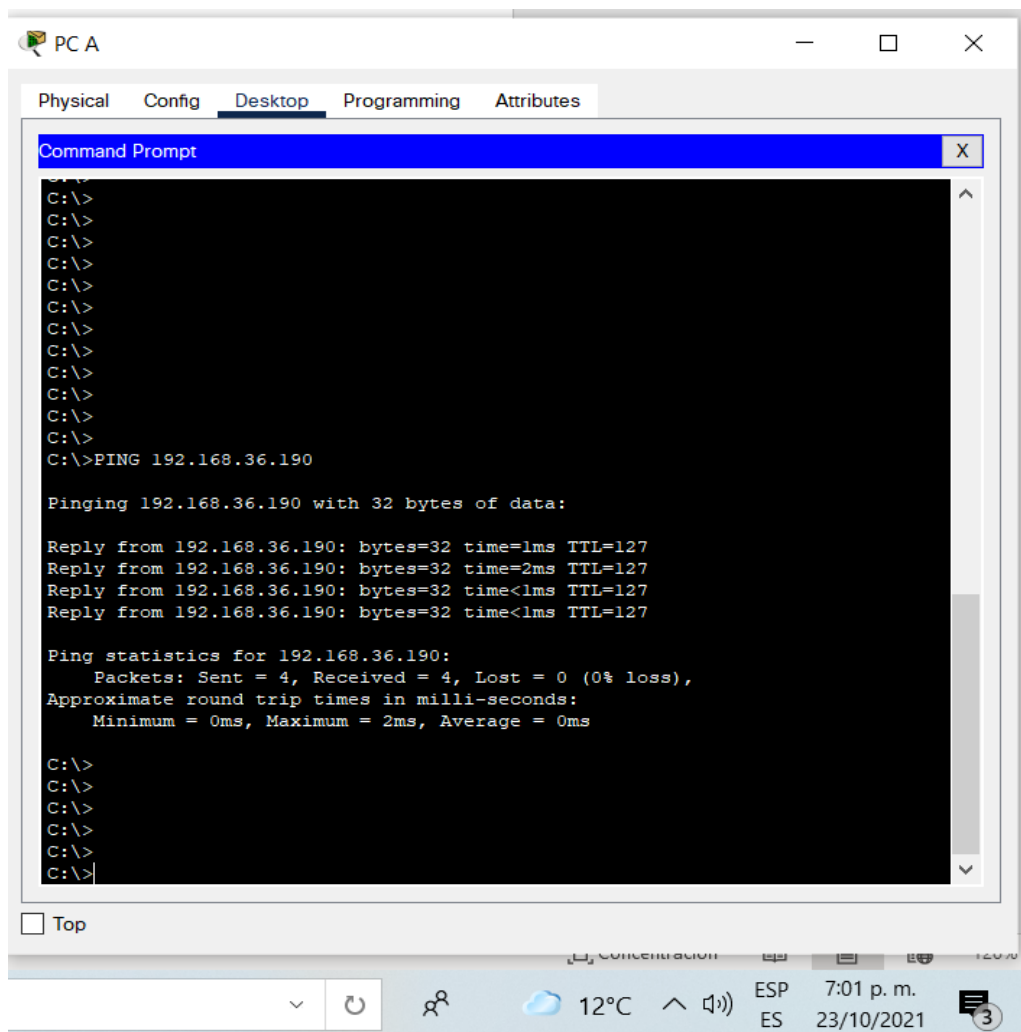 PC A
Physical Config Desktop Programming Attributes
Command Prompt X
C:\>
C:\>
C:\>
C:\>
C:\>
C:\>
C:\>
C:\>
C:\>
C:\>
C:\>
C:\>
C:\>PING 192.168.36.190
Pinging 192.168.36.190 with 32 bytes of data:
Reply from 192.168.36.190: bytes=32 time=1ms TTL=127
Reply from 192.168.36.190: bytes=32 time=2ms TTL=127
Reply from 192.168.36.190: bytes=32 time<1ms TTL=127
Reply from 192.168.36.190: bytes=32 time<1ms TTL=127
Ping statistics for 192.168.36.190:
Packets: Sent = 4, Received = 4, Lost = 0 (0% loss),
Approximate round trip times in milli-seconds:
Minimum = 0ms, Maximum = 2ms, Average = 0ms
C:\>
C:\>
C:\>
C:\>
C:\>
C:\>
Top
Concentración 120%
12°C ESP 7:01 p. m.
ES 23/10/2021 3